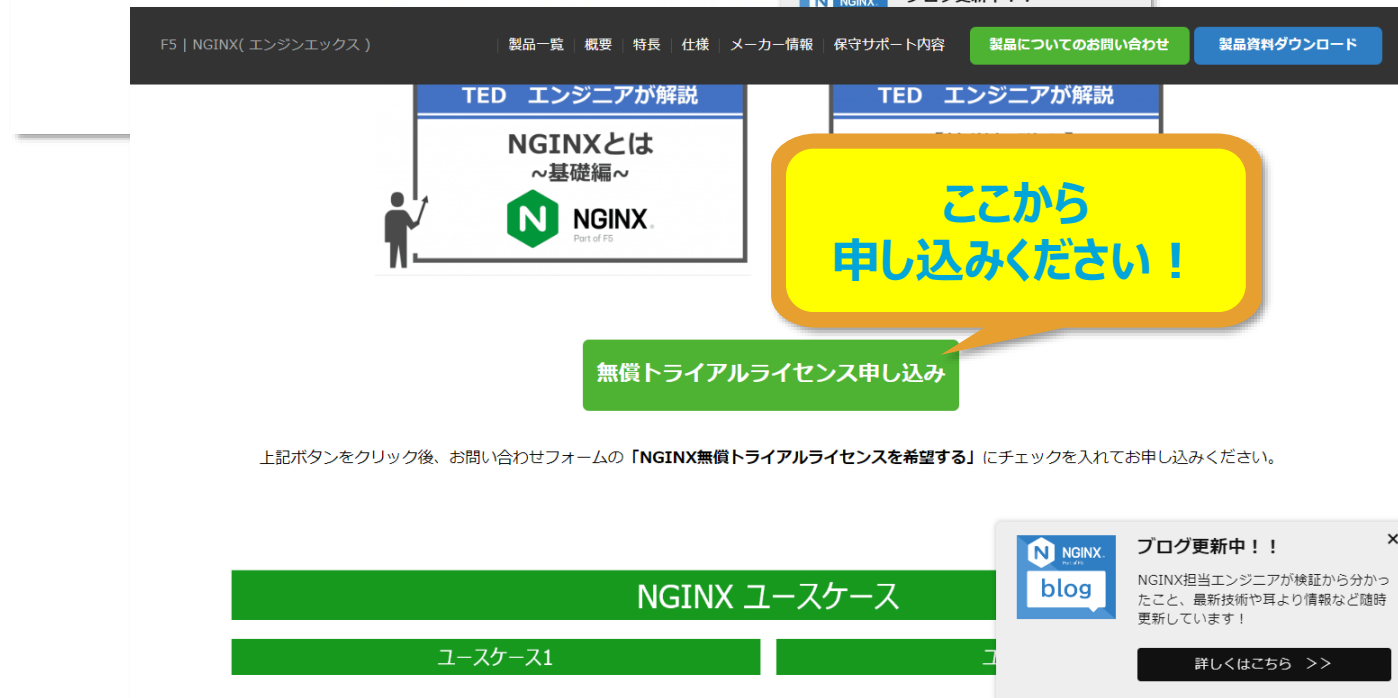 F5 | NGINX( エンジンエックス )
製品一覧 概要 特長 仕様 メーカー情報 保守サポート内容 製品についてのお問い合わせ 製品資料ダウンロード
TED エンジニアが解説
NGINXとは
~基礎編~
NGINX
Part of F5
TED エンジニアが解説
ここから
申し込みください！
無償トライアルライセンス申し込み
上記ボタンをクリック後、お問い合わせフォームの「NGINX無償トライアルライセンスを希望する」にチェックを入れてお申し込みください。
NGINX ユースケース
ユースケース1
NGINX
blog
ブログ更新中！！
NGINX担当エンジニアが検証から分かっ
たこと、最新技術や耳より情報など随時
更新しています！
詳しくはこちら >>